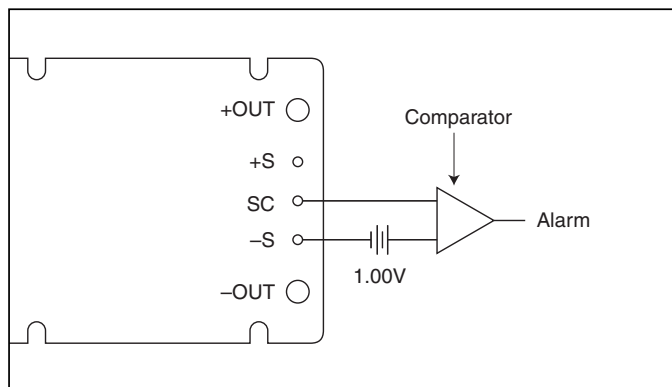 +OUT
Comparator
+S
SC
Alarm
–S
1.00V
–OUT